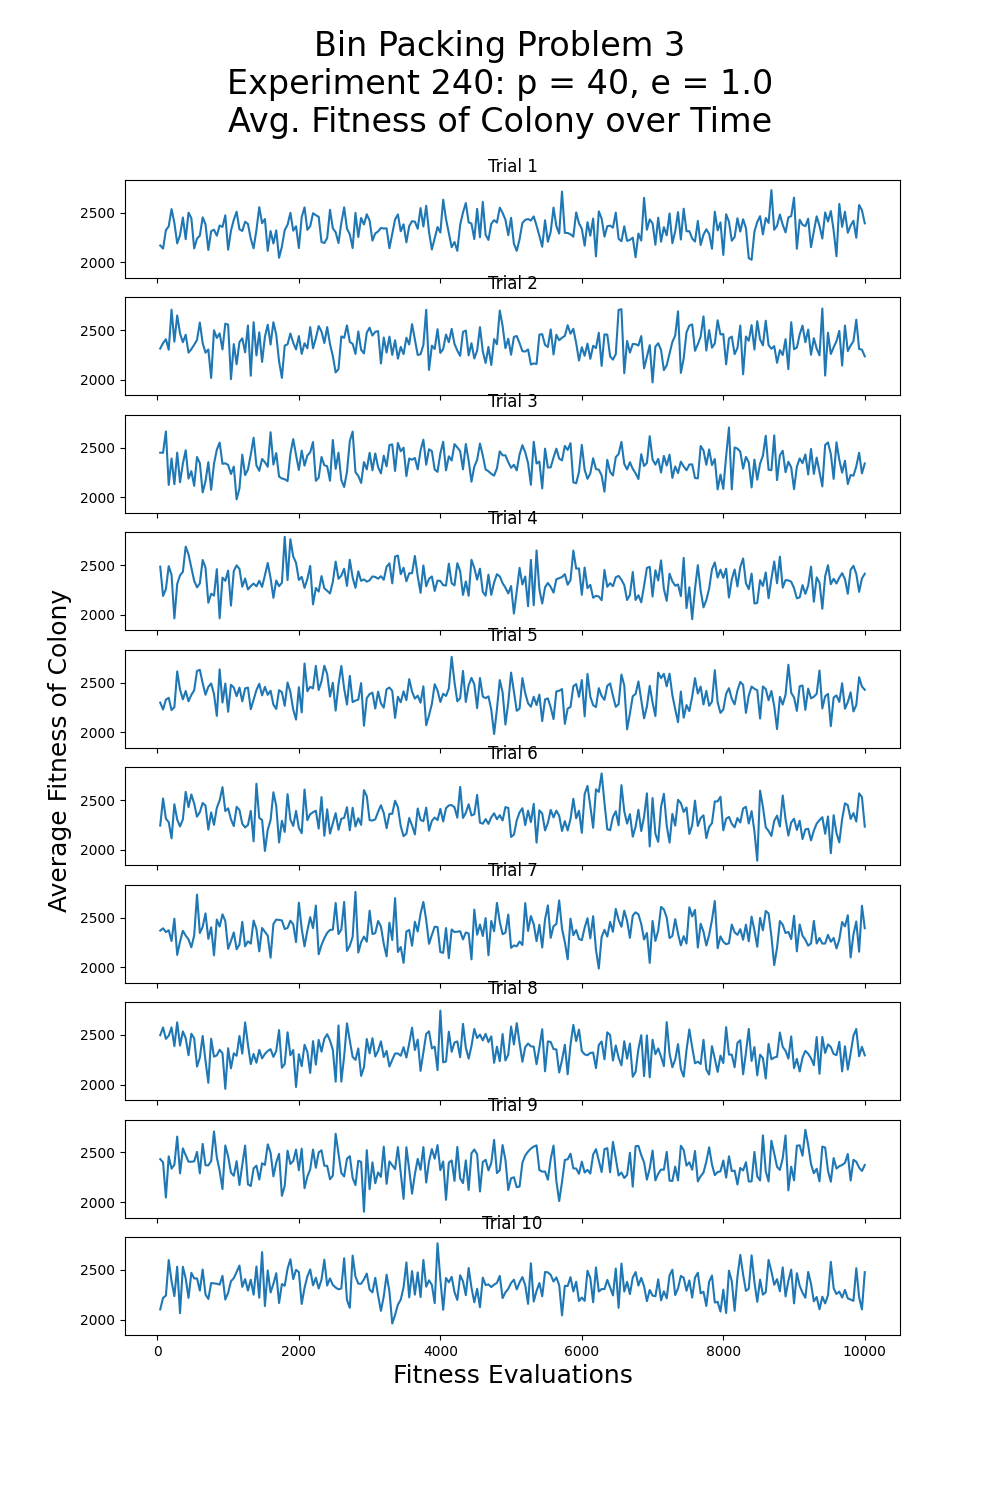 Bin Packing Problem 3
Experiment 240: p = 40, e = 1.0
Avg. Fitness of Colony over Time
Trial 1
2500
2000
Trial 2
2500
2000
Trial 3
2500
2000
Trial 4
2500
2000
Trial 5
2500
2000
Trial 6
2500
2000
Trial 7
2500
2000
Trial 8
2500
2000
Trial 9
2500
2000
Trial 10
2500
2000
0 2000 4000 6000 8000 10000
Fitness Evaluations
Average Fitness of Colony